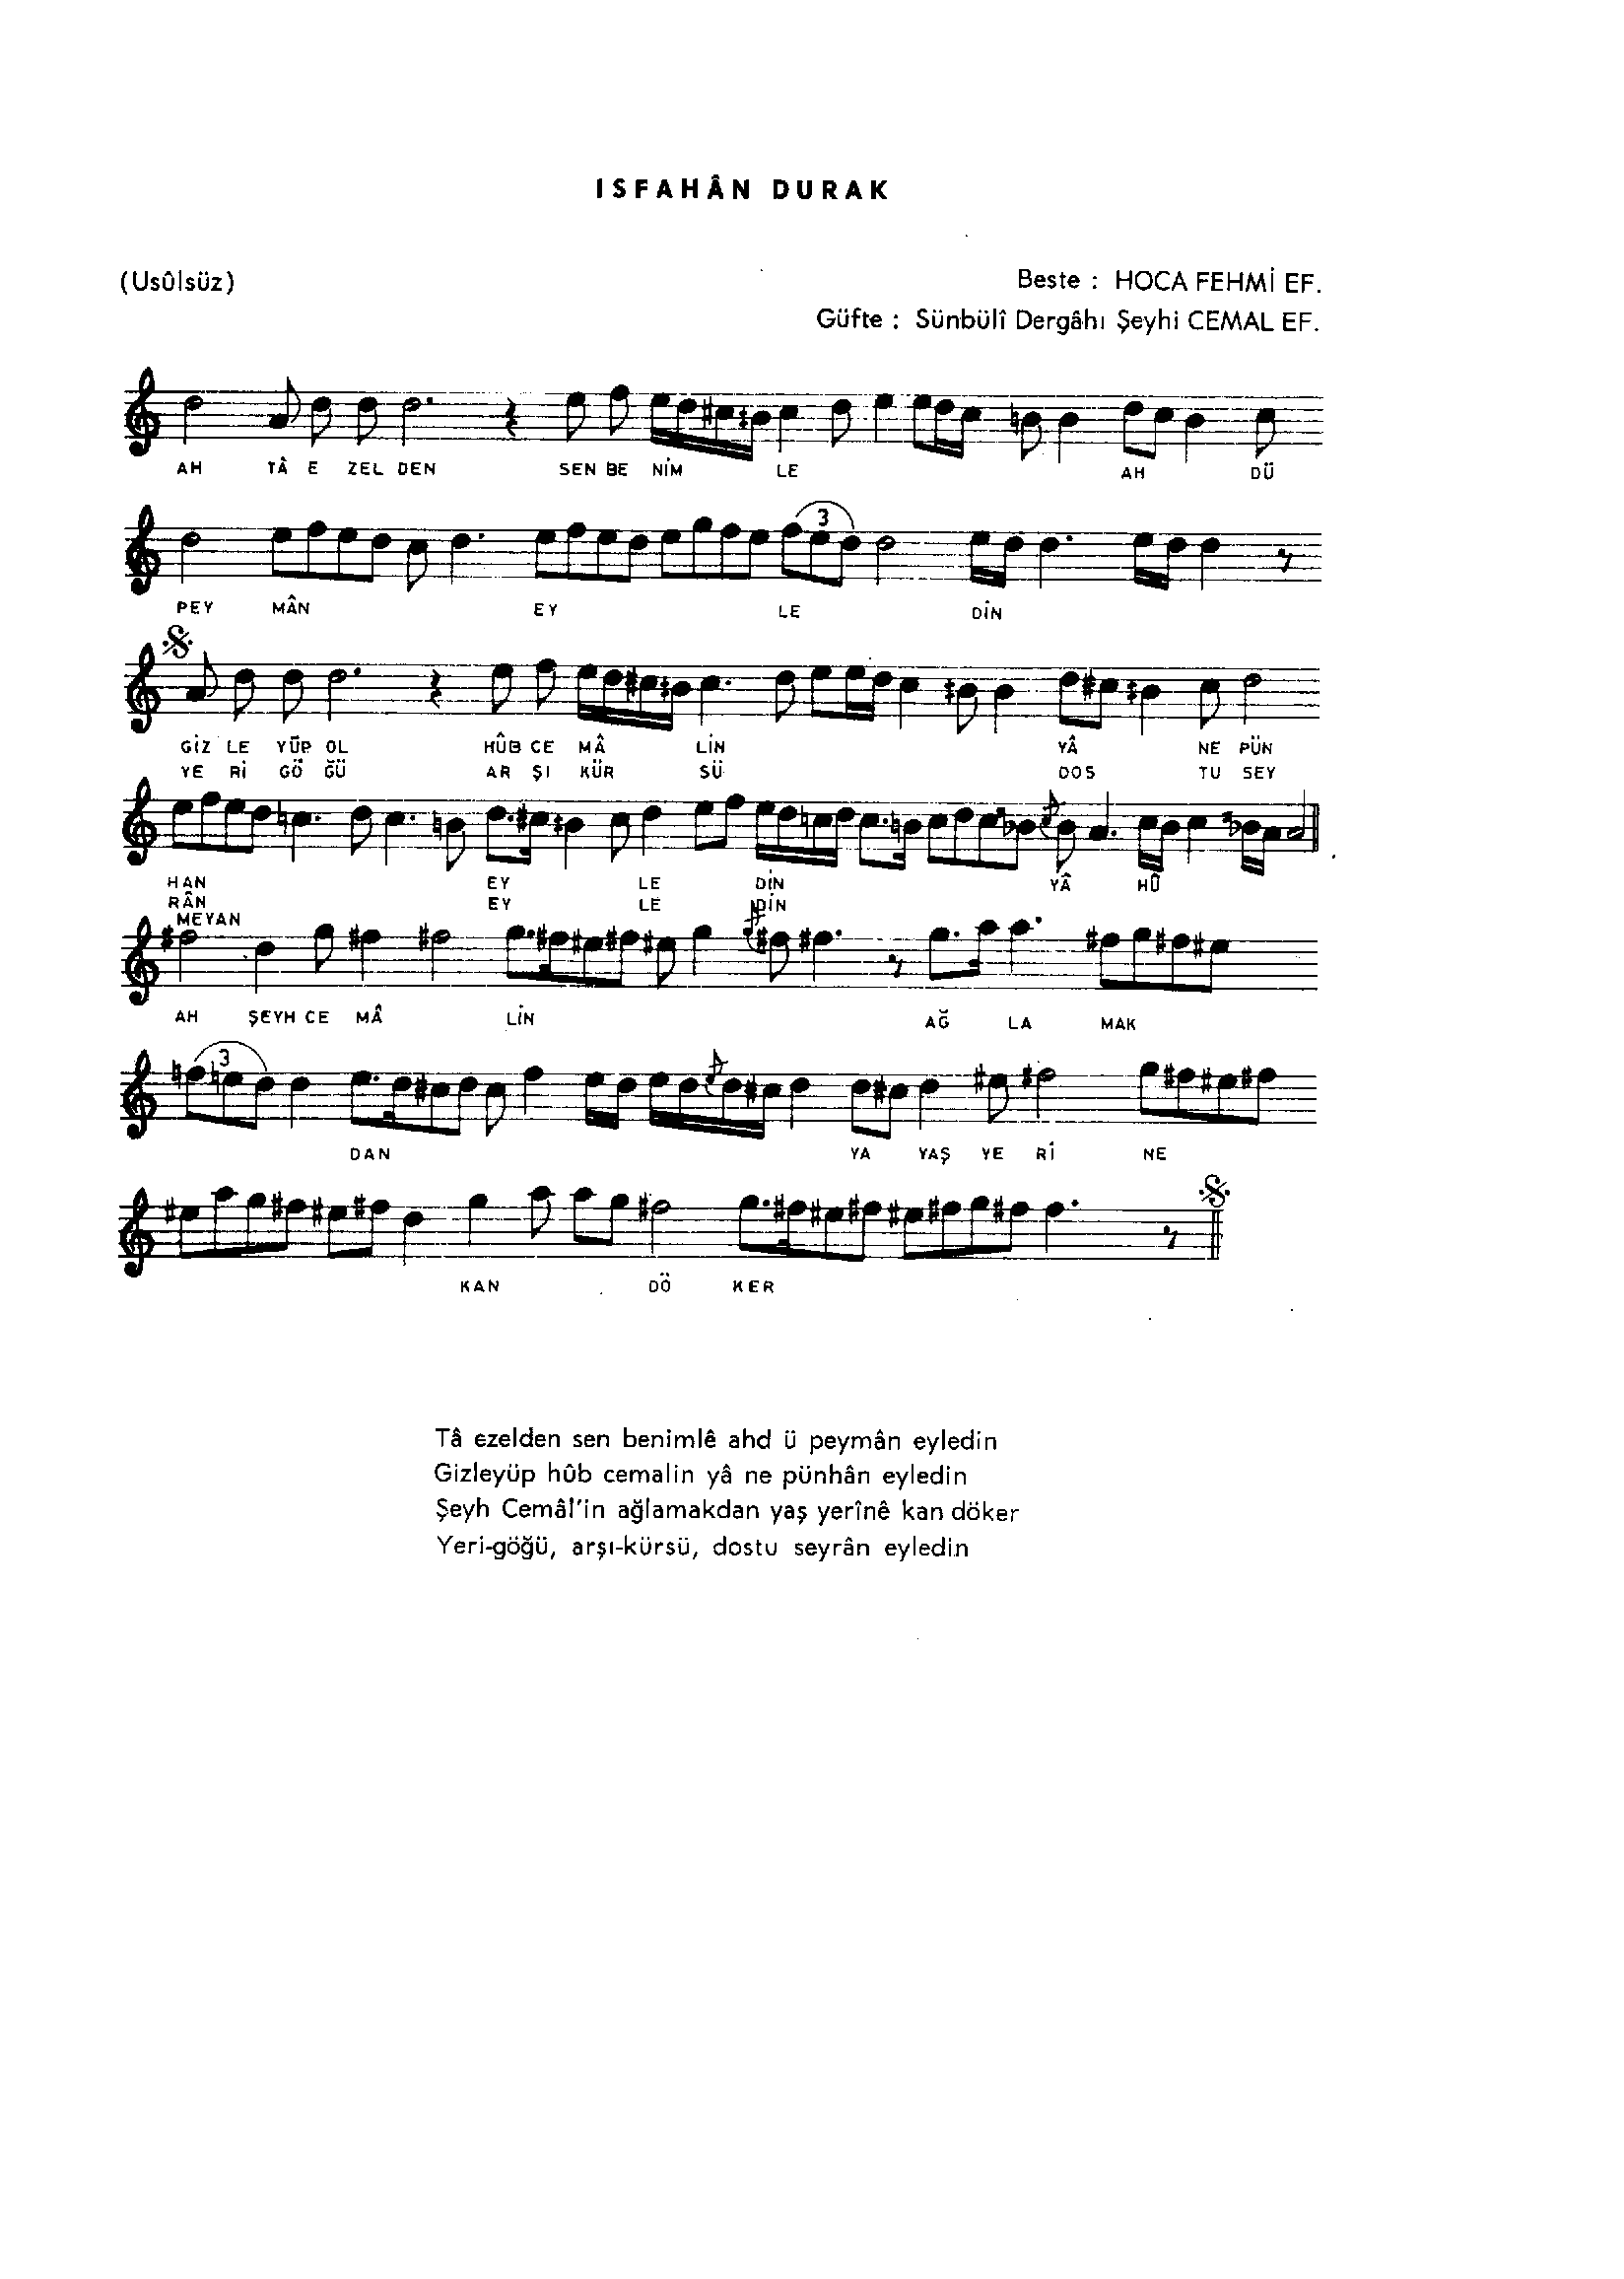 ISFAHÂN DURAK
(Usûlsüz)
Beste : HOCA FEHMİ EF.
Güfte : Sünbülî Dergâhı Şeyhi CEMAL EF.
AH TÂ E ZEL DEN SEN BE NİM LE AH DÜ
3
PEY MÂN EY LE DİN
GİZ LE YÜP OL HÛB CE MÂ LİN YÂ NE PÜN
YE Rİ GÖ ĞÜ AR ŞI KÜR SÜ DOS TU SEY
HAN EY LE DİN YÂ HÛ
RÂN EY LE DİN
MEYAN
AH ŞEYH CE MÂ LİN AĞ LA MAK
3
DAN YA YAŞ YE Rİ NE
KAN DÖ KER
Tâ ezelden sen benimlê ahd ü peymân eyledin
Gizleyüp hûb cemalin yâ ne pünhân eyledin
Şeyh Cemâl'in ağlamakdan yaş yerînê kan döker
Yeri-göğü, arşı-kürsü, dostu seyrân eyledin